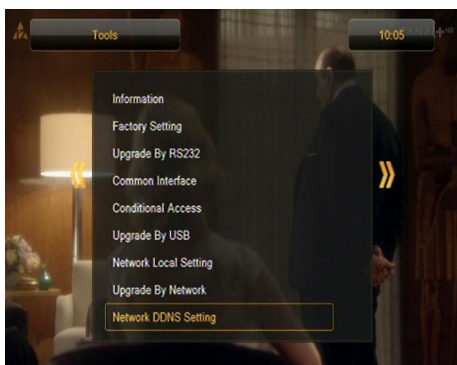 Tools
10:05
Information
Factory Setting
Upgrade By RS232
Common Interface
Conditional Access
Upgrade By USB
Network Local Setting
Upgrade By Network
Network DDNS Setting